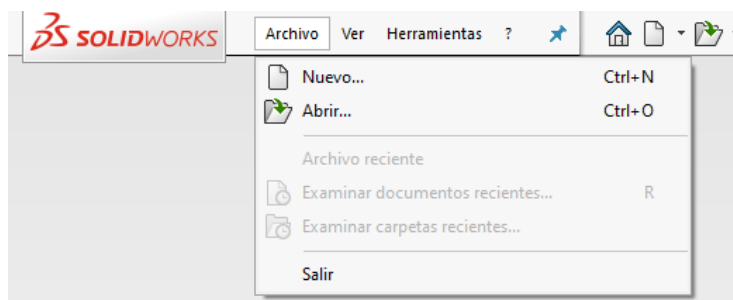 SOLIDWORKS Archivo Ver Herramientas ?
Nuevo... Ctrl+N
Abrir... Ctrl+O
Archivo reciente
Examinar documentos recientes... R
Examinar carpetas recientes...
Salir